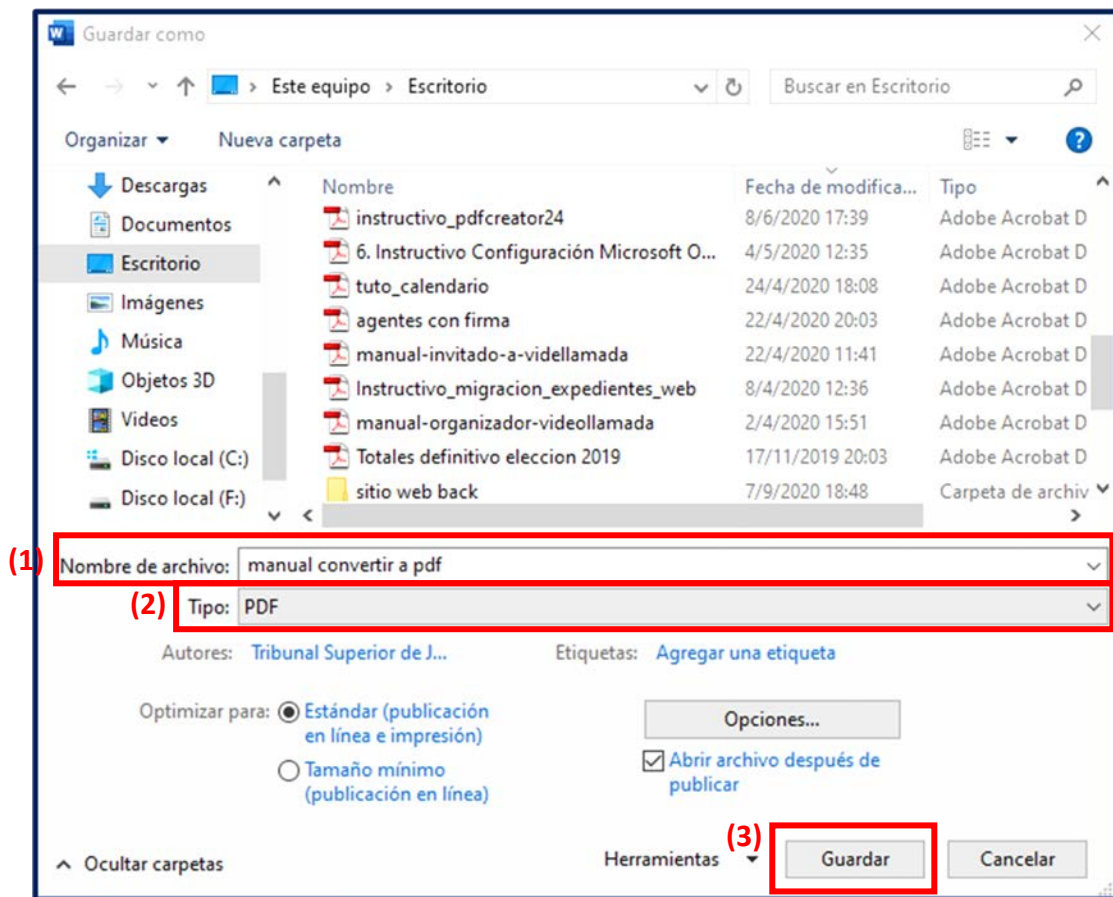 Guardar como
Este equipo > Escritorio
Buscar en Escritorio
Organizar
Nueva carpeta
Descargas
Documentos
Escritorio
Imágenes
Música
Objetos 3D
Videos
Disco local (C:)
Disco local (F:)
Nombre Fecha de modifica... Tipo
instructivo_pdfcreator24 8/6/2020 17:39 Adobe Acrobat D
6. Instructivo Configuración Microsoft O... 4/5/2020 12:35 Adobe Acrobat D
tuto_calendario 24/4/2020 18:08 Adobe Acrobat D
agentes con firma 22/4/2020 20:03 Adobe Acrobat D
manual-invitado-a-videllamada 22/4/2020 11:41 Adobe Acrobat D
Instructivo_migracion_expedientes_web 8/4/2020 12:36 Adobe Acrobat D
manual-organizador-videollamada 2/4/2020 15:51 Adobe Acrobat D
Totales definitivo eleccion 2019 17/11/2019 20:03 Adobe Acrobat D
sitio web back 7/9/2020 18:48 Carpeta de archiv
(1) Nombre de archivo: manual convertir a pdf
(2) Tipo: PDF
Autores: Tribunal Superior de J... Etiquetas: Agregar una etiqueta
Optimizar para: Estándar (publicación
en línea e impresión)
Tamaño mínimo
(publicación en línea)
Opciones...
Abrir archivo después de
publicar
Ocultar carpetas
Herramientas
(3) Guardar
Cancelar